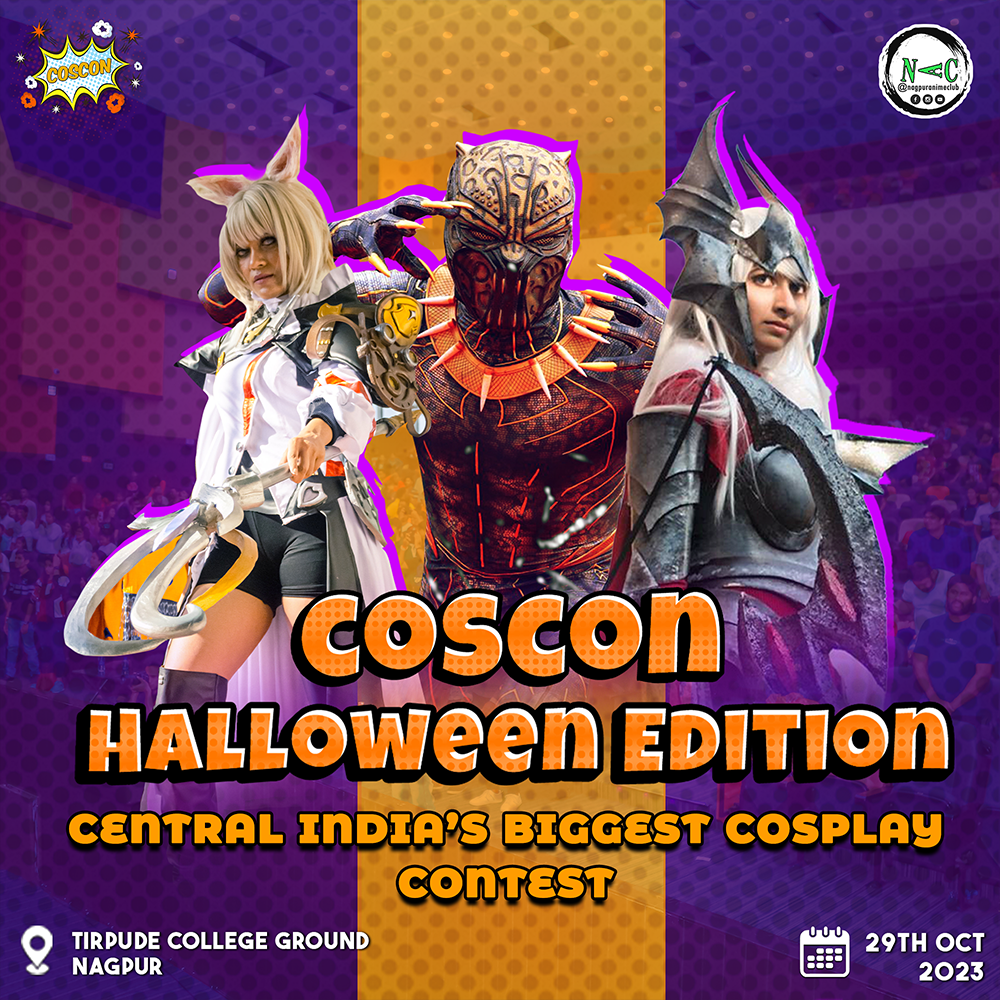 COSCON
NAC
@nagpuranimeclub
COSCON
HALLOWEEN EDITION
CENTRAL INDIA'S BIGGEST COSPLAY
CONTEST
TIRPUDE COLLEGE GROUND
NAGPUR
29TH OCT
2023